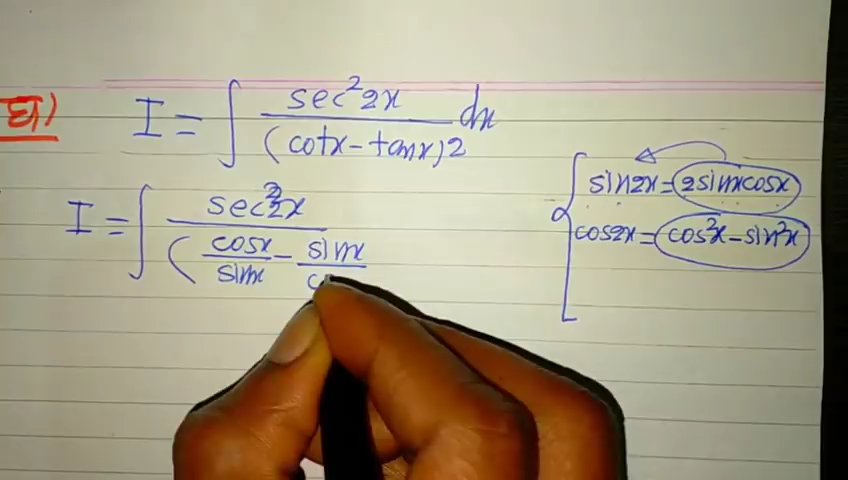 I = ∫ sec²2x / (cotx - tanx)2 dx
sin2x = 2sinxcosx
cos2x = cos²x - sin²x
I = ∫ sec²2x / ( cosx/sinx - sinx/c